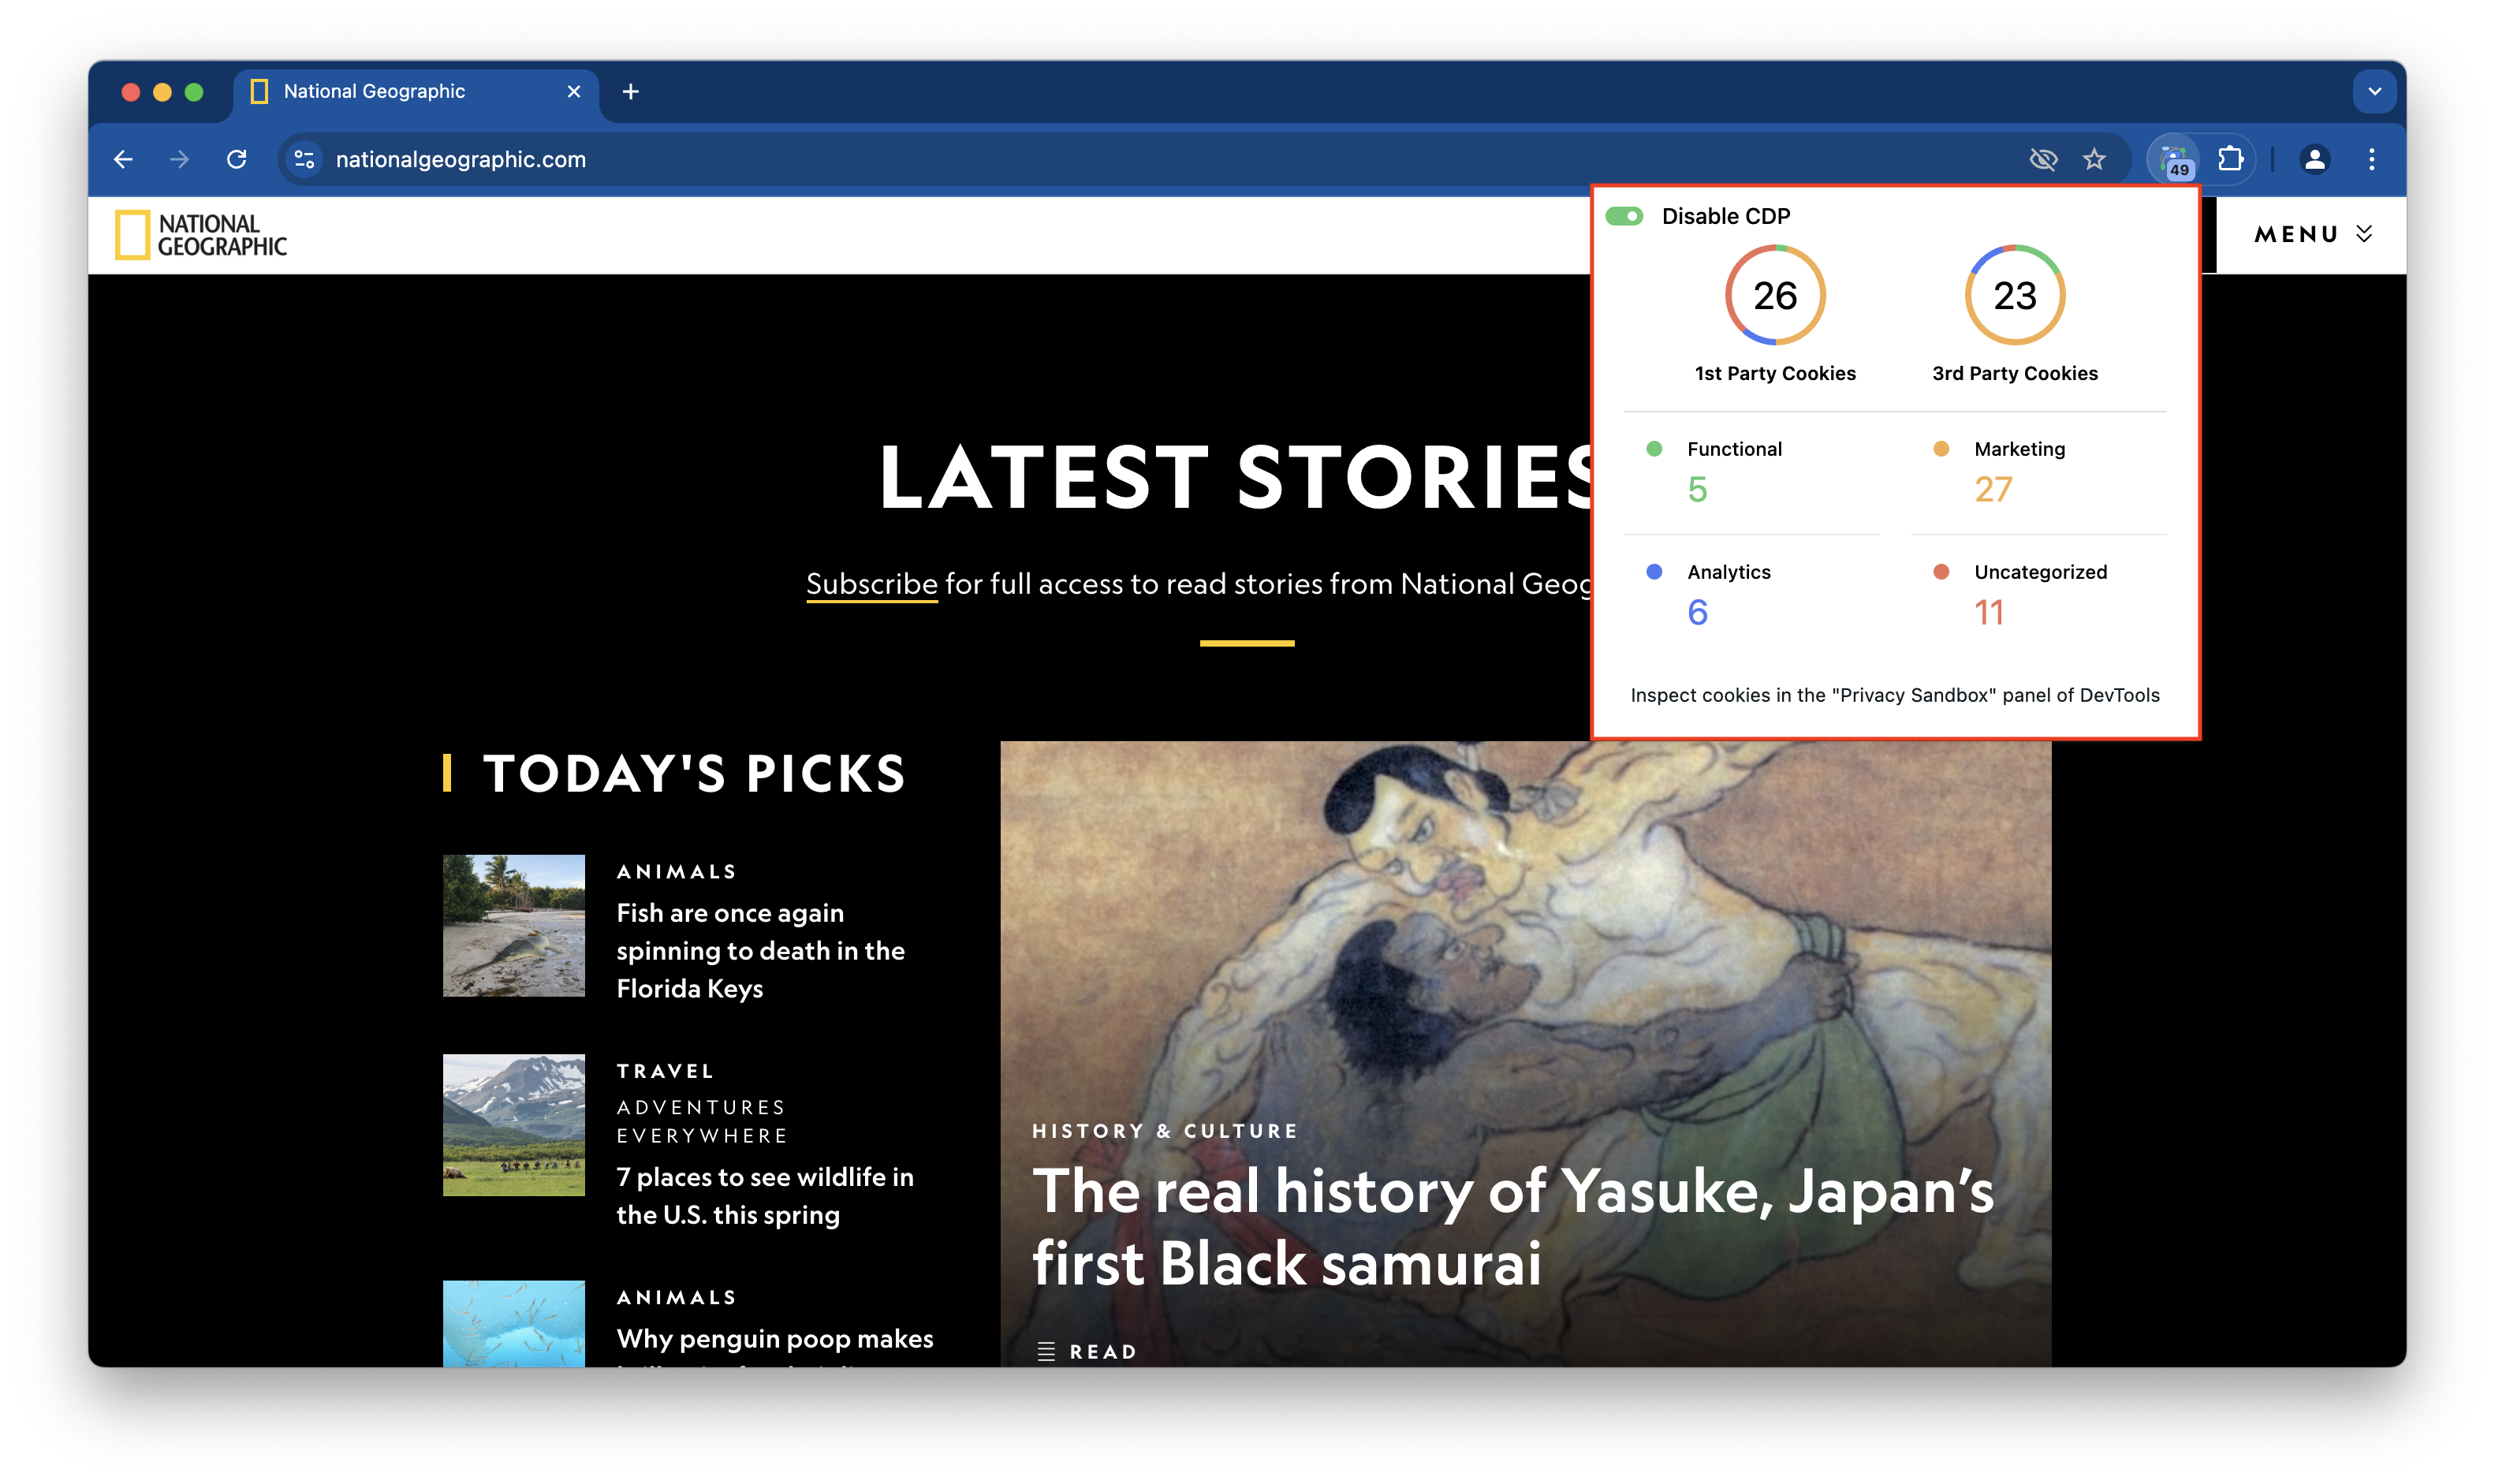 National Geographic
nationalgeographic.com
49
NATIONAL
GEOGRAPHIC
MENU
Disable CDP
26
23
1st Party Cookies
3rd Party Cookies
Functional
5
Marketing
27
Analytics
6
Uncategorized
11
Inspect cookies in the "Privacy Sandbox" panel of DevTools
LATEST STORIES
Subscribe for full access to read stories from National Geog
TODAY'S PICKS
ANIMALS
Fish are once again
spinning to death in the
Florida Keys
TRAVEL
ADVENTURES
EVERYWHERE
7 places to see wildlife in
the U.S. this spring
ANIMALS
Why penguin poop makes
HISTORY & CULTURE
The real history of Yasuke, Japan’s
first Black samurai
READ